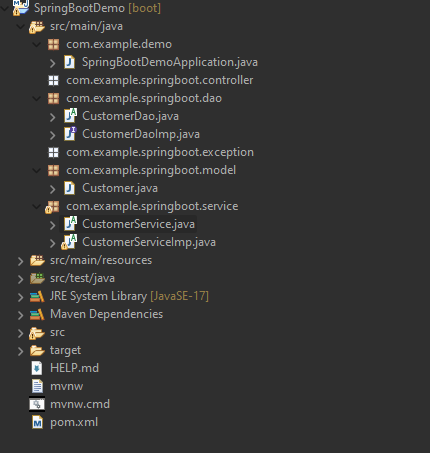 SpringBootDemo [boot]
src/main/java
com.example.demo
SpringBootDemoApplication.java
com.example.springboot.controller
com.example.springboot.dao
CustomerDao.java
CustomerDaoImp.java
com.example.springboot.exception
com.example.springboot.model
Customer.java
com.example.springboot.service
CustomerService.java
CustomerServiceImp.java
src/main/resources
src/test/java
JRE System Library [JavaSE-17]
Maven Dependencies
src
target
HELP.md
mvnw
mvnw.cmd
pom.xml